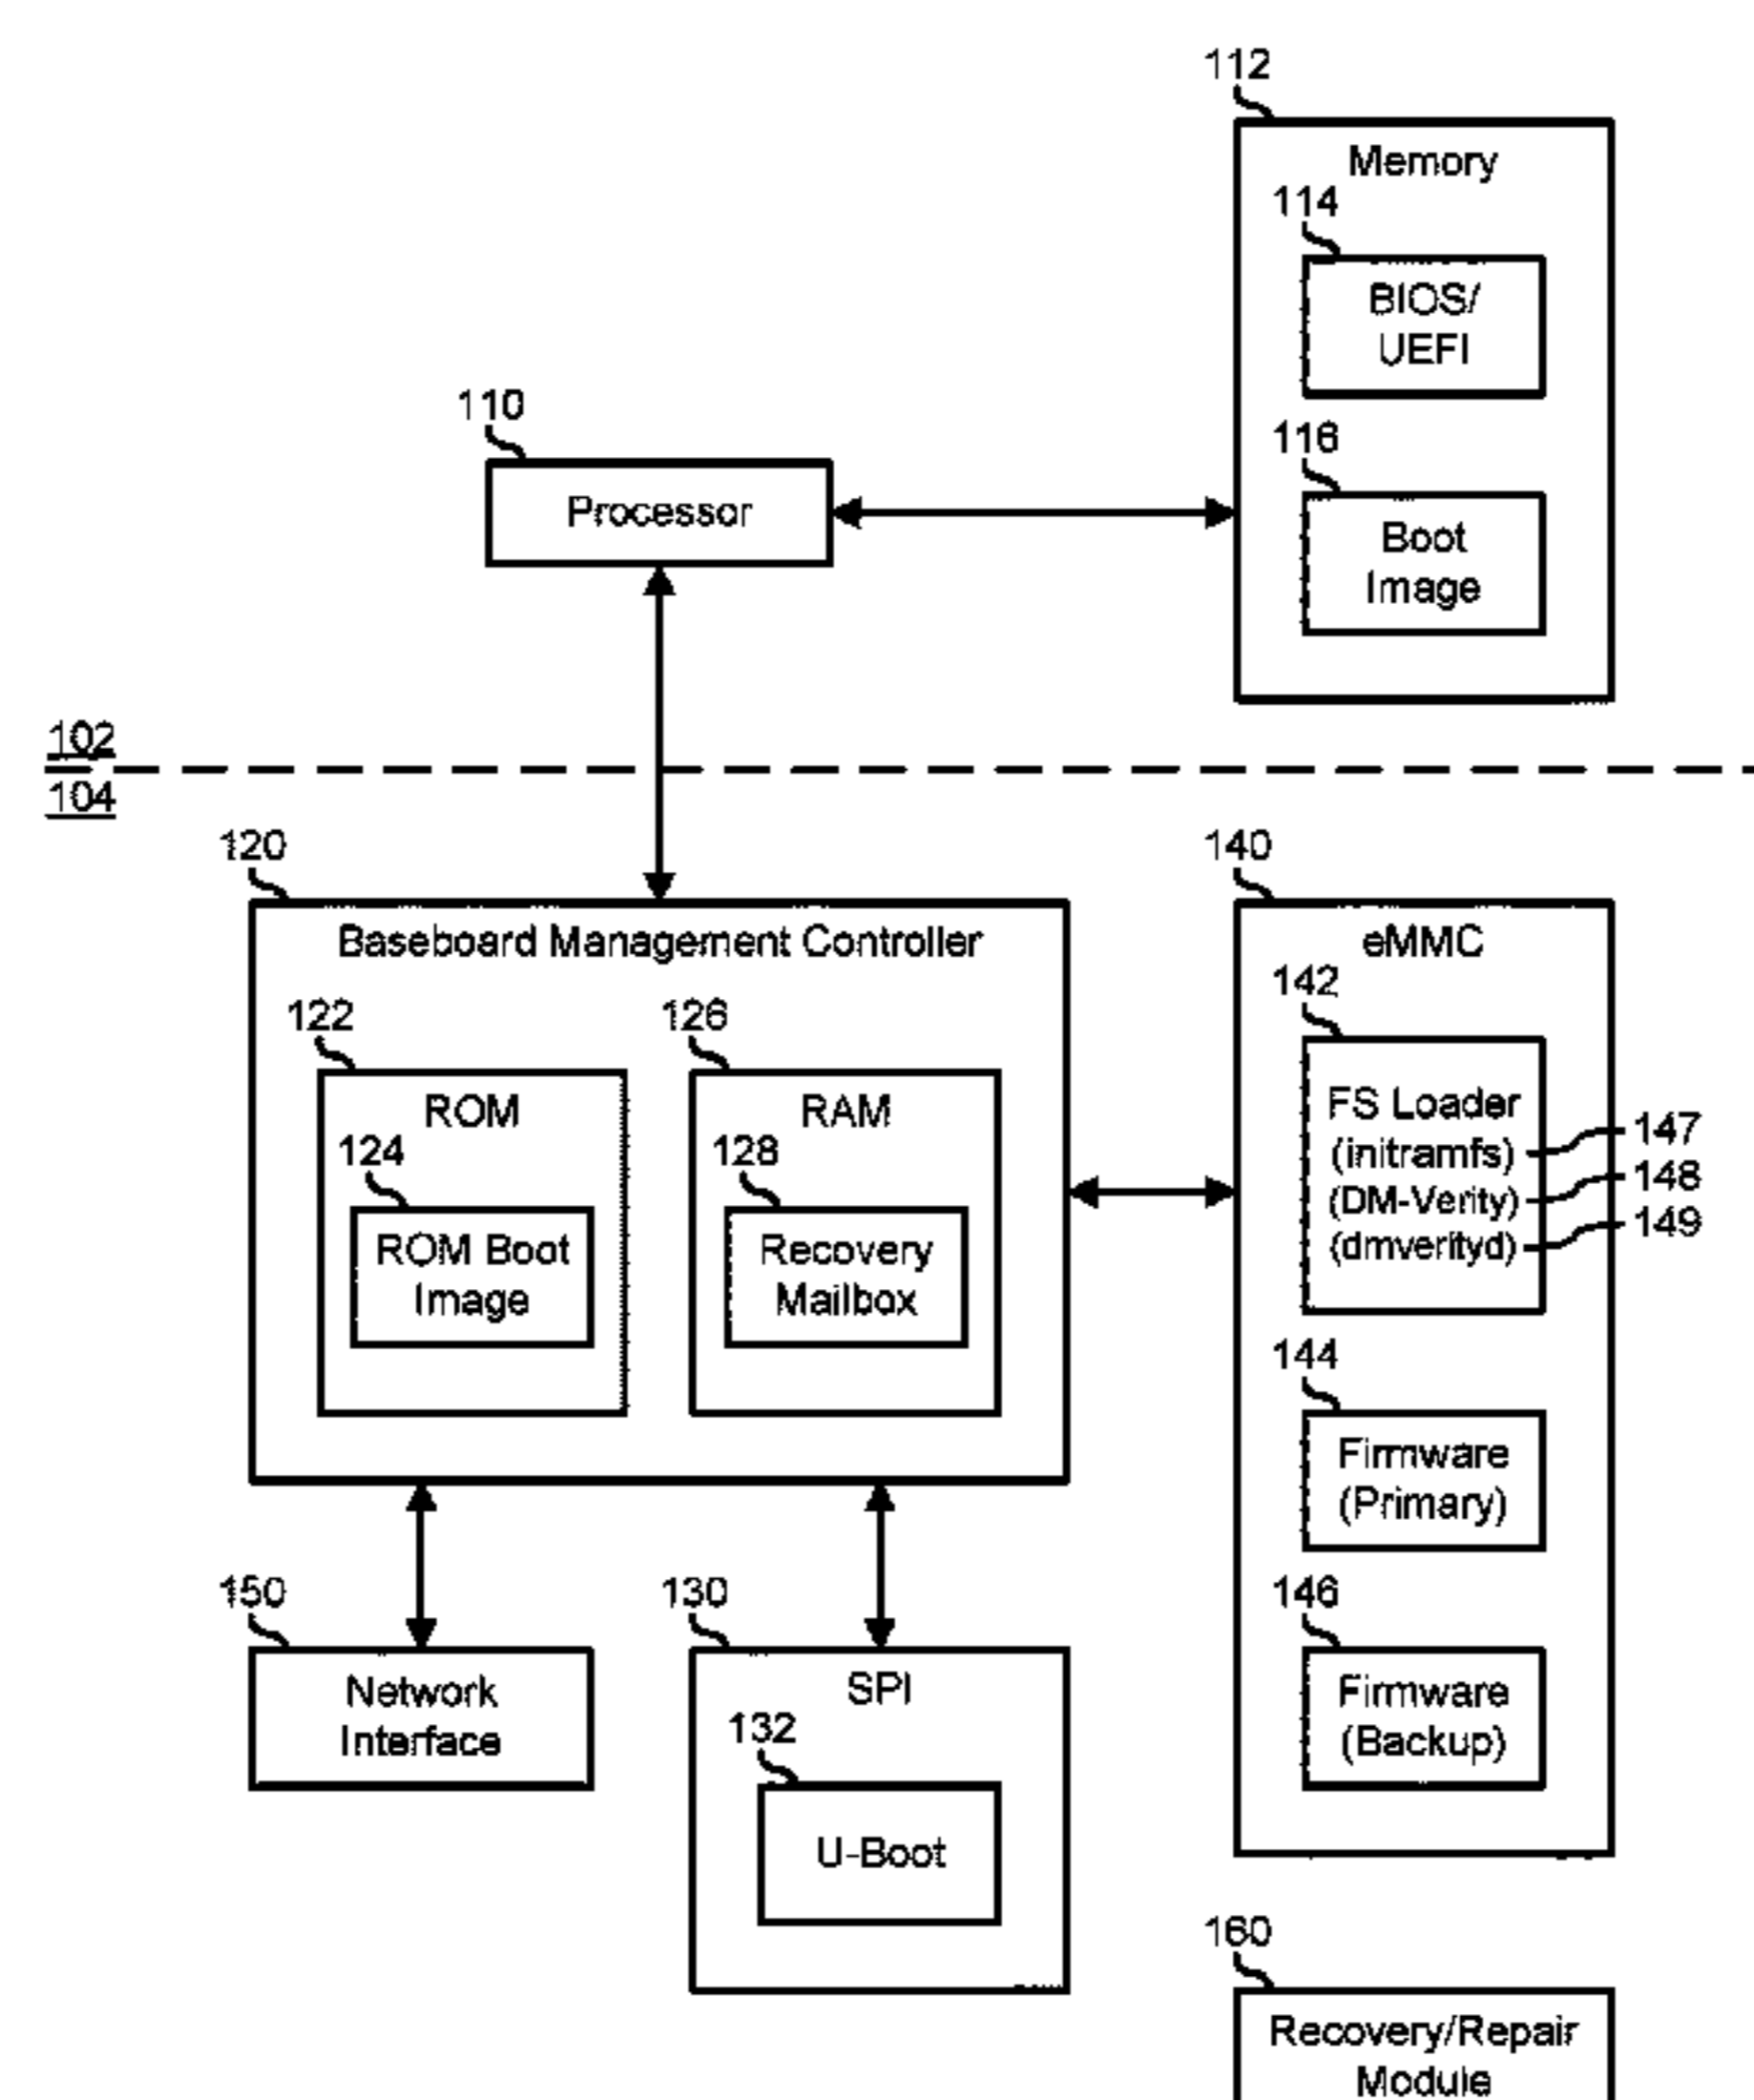 112
Memory
114
BIOS/
UEFI
110
116
Processor
Boot
Image
102
104
120
140
Baseboard Management Controller
eMMC
142
122
126
ROM
RAM
FS Loader
(initramfs)
147
124
128
(DM-Verity)
148
(dmverityd)
149
ROM Boot
Image
Recovery
Mailbox
144
Firmware
(Primary)
150
130
146
Network
Interface
SPI
132
Firmware
(Backup)
U-Boot
160
Recovery/Repair
Module